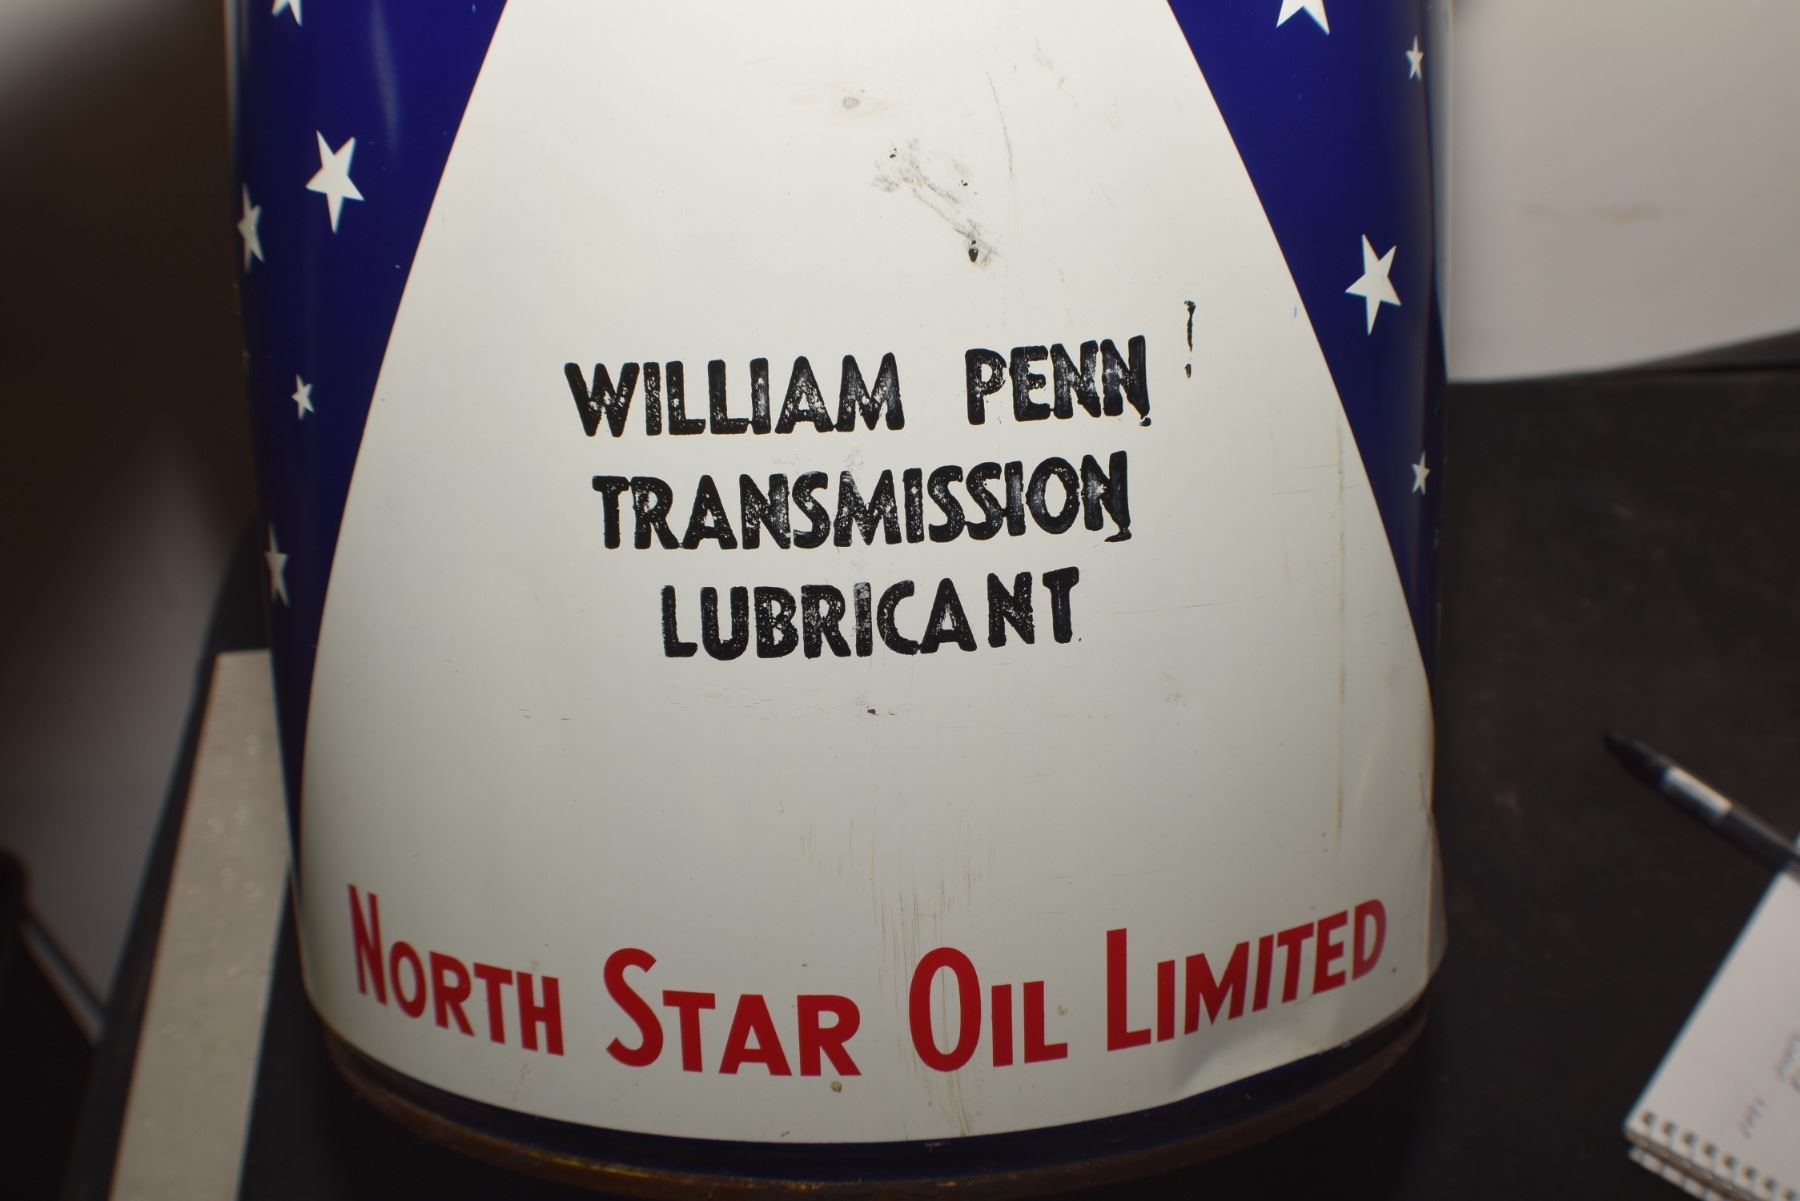 WILLIAM PENN
TRANSMISSION
LUBRICANT
NORTH STAR OIL LIMITED